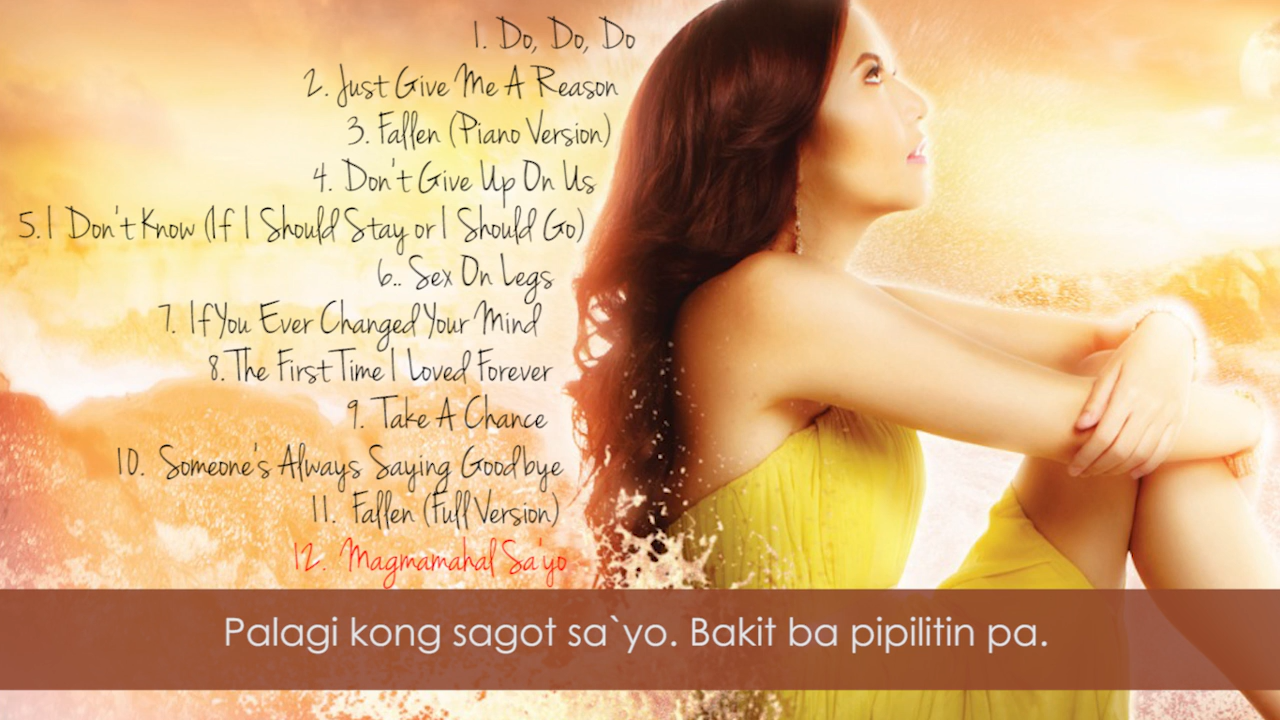 1. Do, Do, Do
2. Just Give Me A Reason
3. Fallen (Piano Version)
4. Don't Give Up On Us
5. I Don't Know (If I Should Stay or I Should Go)
6.. Sex On Legs
7. If You Ever Changed Your Mind
8. The First Time I Loved Forever
9. Take A Chance
10. Someone's Always Saying Goodbye
11. Fallen (Full Version)
12. Magmamahal Sa'yo
Palagi kong sagot sa`yo. Bakit ba pipilitin pa.